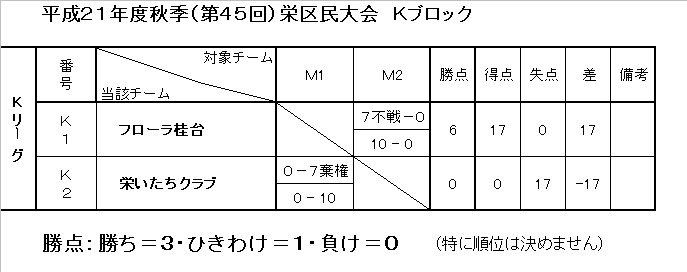 平成21年度秋季(第45回)栄区民大会 Kブロック
Kリーグ
番号 対象チーム 当該チーム M1 M2 勝点 得点 失点 差 備考
K1 フローラ桂台 7不戦-0 10-0 6 17 0 17
K2 栄いたちクラブ 0-7棄権 0-10 0 0 17 -17
勝点:勝ち=3・ひきわけ=1・負け=0 (特に順位は決めません)